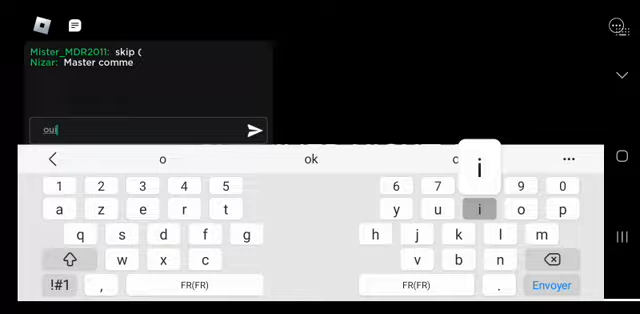 Mister_MDR2011: skip (
Nizar: Master comme
oui
o ok
i
1 2 3 4 5 6 7 9 0
a z e r t y u i o p
q s d f g h j k l m
w x c v b n
!#1 , FR(FR) FR(FR) . Envoyer